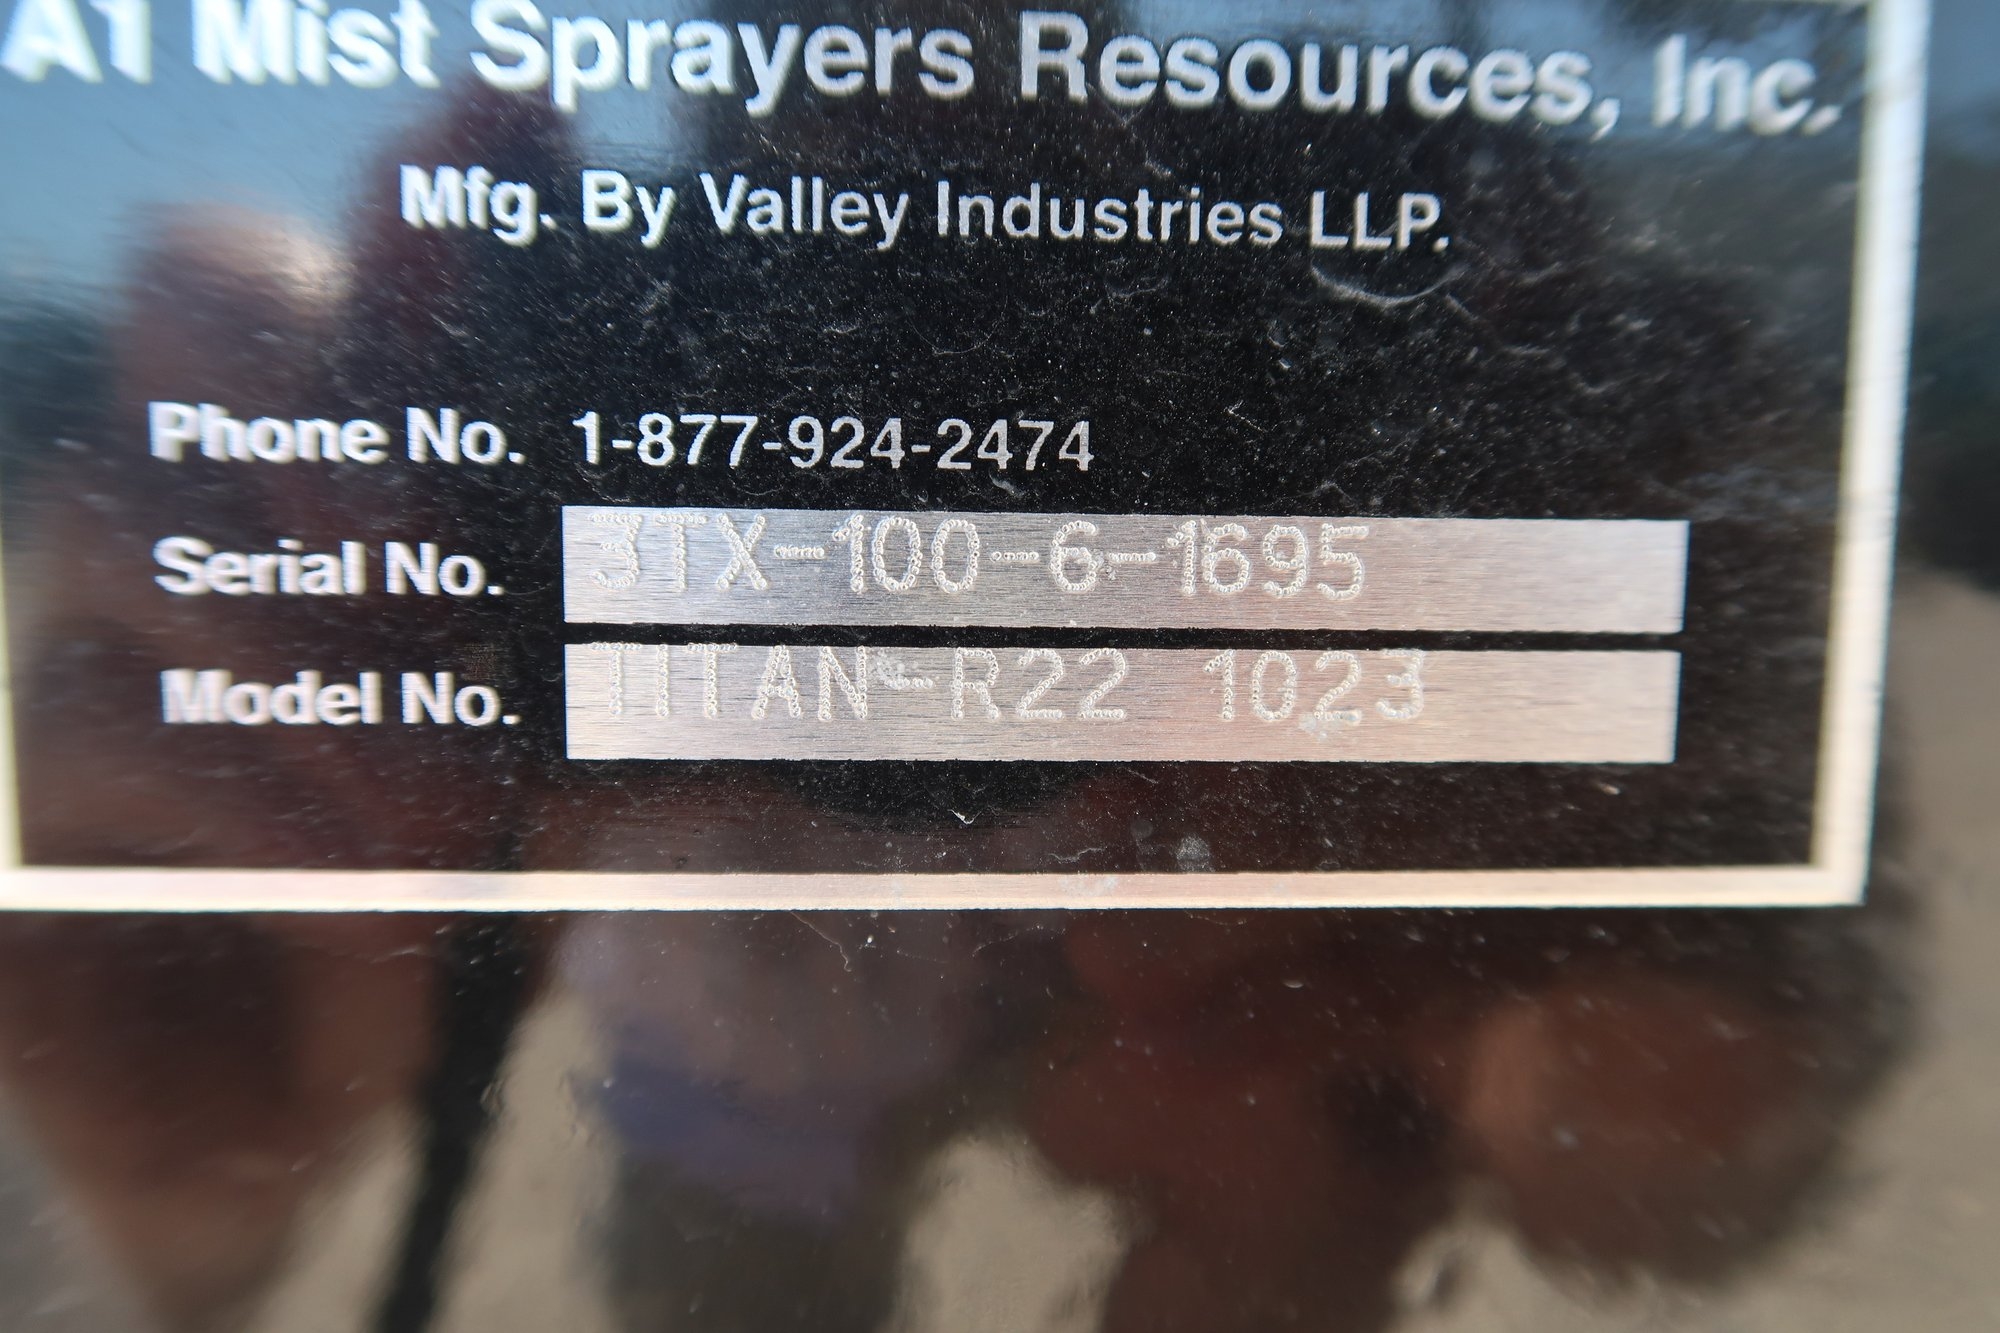 A1 Mist Sprayers Resources, Inc.
Mfg. By Valley Industries LLP.
Phone No. 1-877-924-2474
Serial No. 3TX-100-6-1695
Model No. TITAN-R22 1023